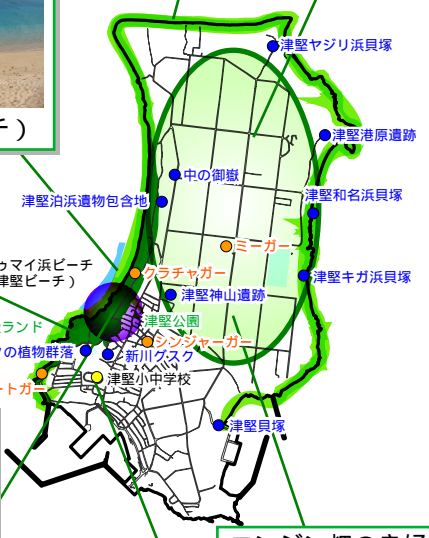 チ）
津堅ヤジリ浜貝塚
津堅港原遺跡
中の御嶽
津堅泊浜遺物包含地
津堅和名浜貝塚
ミーガー
ゥマイ浜ビーチ
津堅ビーチ）
クラチャガー
津堅キガ浜貝塚
津堅神山遺跡
ランド
津堅公園
シンジャーガー
の植物群落
新川グスク
ートガー
津堅小中学校
津堅貝塚